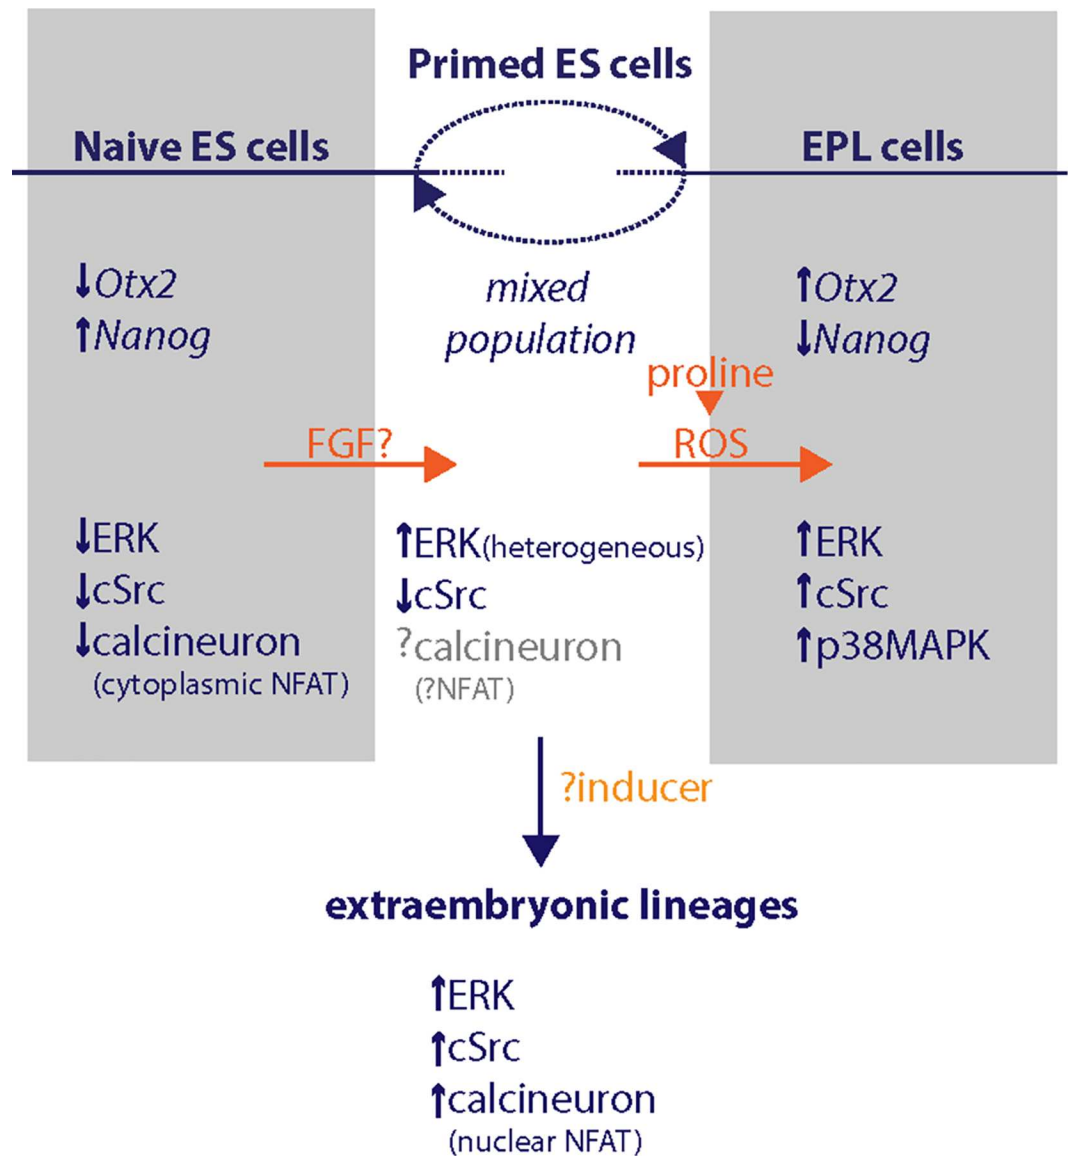 Primed ES cells
Naive ES cells
EPL cells
↓Otx2
↑Nanog
mixed
population
↑Otx2
↓Nanog
proline
FGF?
ROS
↓ERK
↓cSrc
↓calcineuron
(cytoplasmic NFAT)
↑ERK(heterogeneous)
↓cSrc
?calcineuron
(?NFAT)
↑ERK
↑cSrc
↑p38MAPK
?inducer
extraembryonic lineages
↑ERK
↑cSrc
↑calcineuron
(nuclear NFAT)